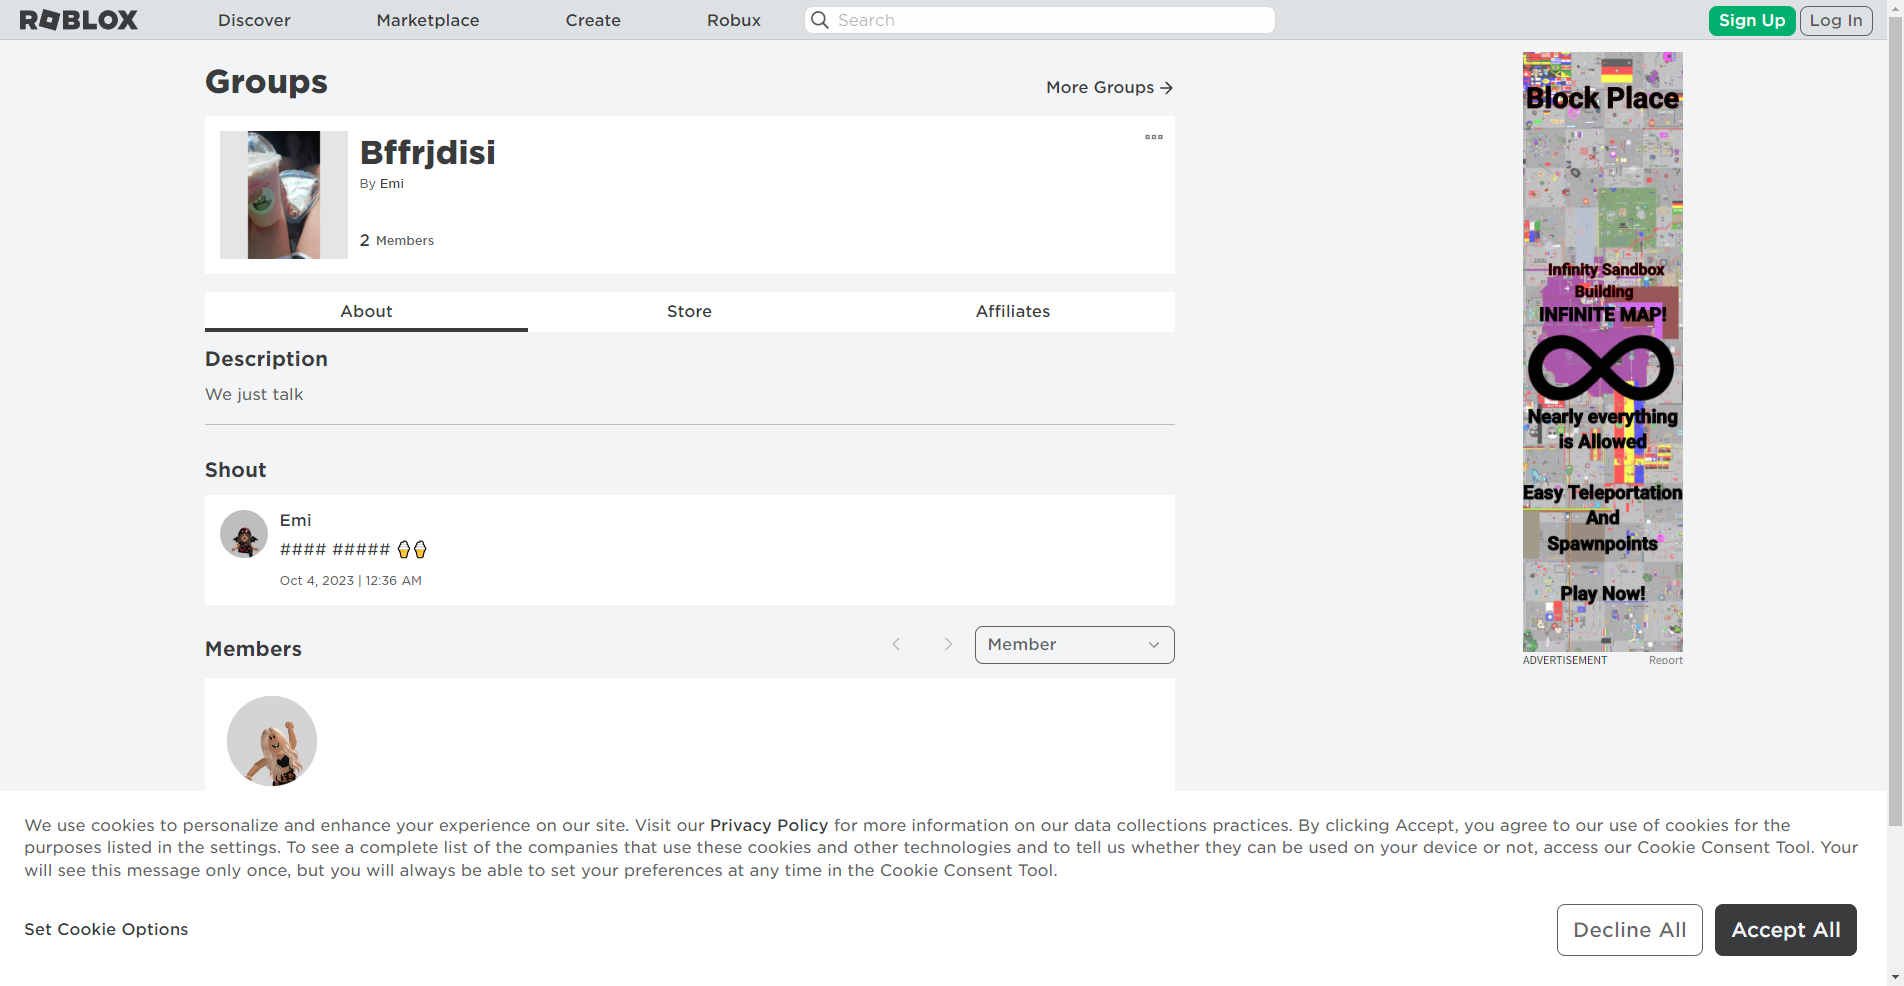 ROBLOX Discover Marketplace Create Robux Search Sign Up Log In
Groups
More Groups
Bffrjdisi
By Emi
2 Members
About Store Affiliates
Description
We just talk
Shout
Emi
#### ##### 🍦🍦
Oct 4, 2023 | 12:36 AM
Members
Member
Block Place
Infinity Sandbox
Building
INFINITE MAP!
Nearly everything
is Allowed
Easy Teleportation
And
Spawnpoints
Play Now!
ADVERTISEMENT Report
We use cookies to personalize and enhance your experience on our site. Visit our Privacy Policy for more information on our data collections practices. By clicking Accept, you agree to our use of cookies for the
purposes listed in the settings. To see a complete list of the companies that use these cookies and other technologies and to tell us whether they can be used on your device or not, access our Cookie Consent Tool. Your
will see this message only once, but you will always be able to set your preferences at any time in the Cookie Consent Tool.
Set Cookie Options
Decline All
Accept All